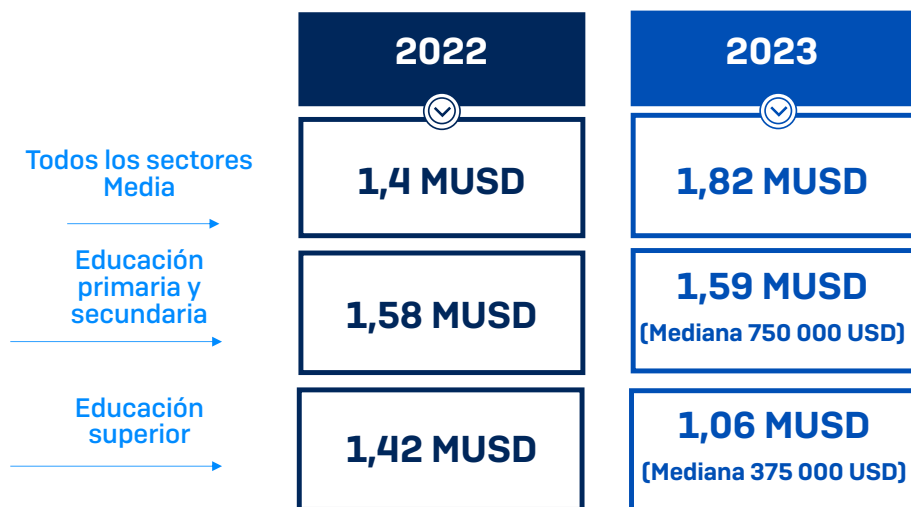 2022
2023
Todos los sectores
Media
1,4 MUSD
1,82 MUSD
Educación
primaria y
secundaria
1,58 MUSD
1,59 MUSD
(Mediana 750 000 USD)
Educación
superior
1,42 MUSD
1,06 MUSD
(Mediana 375 000 USD)